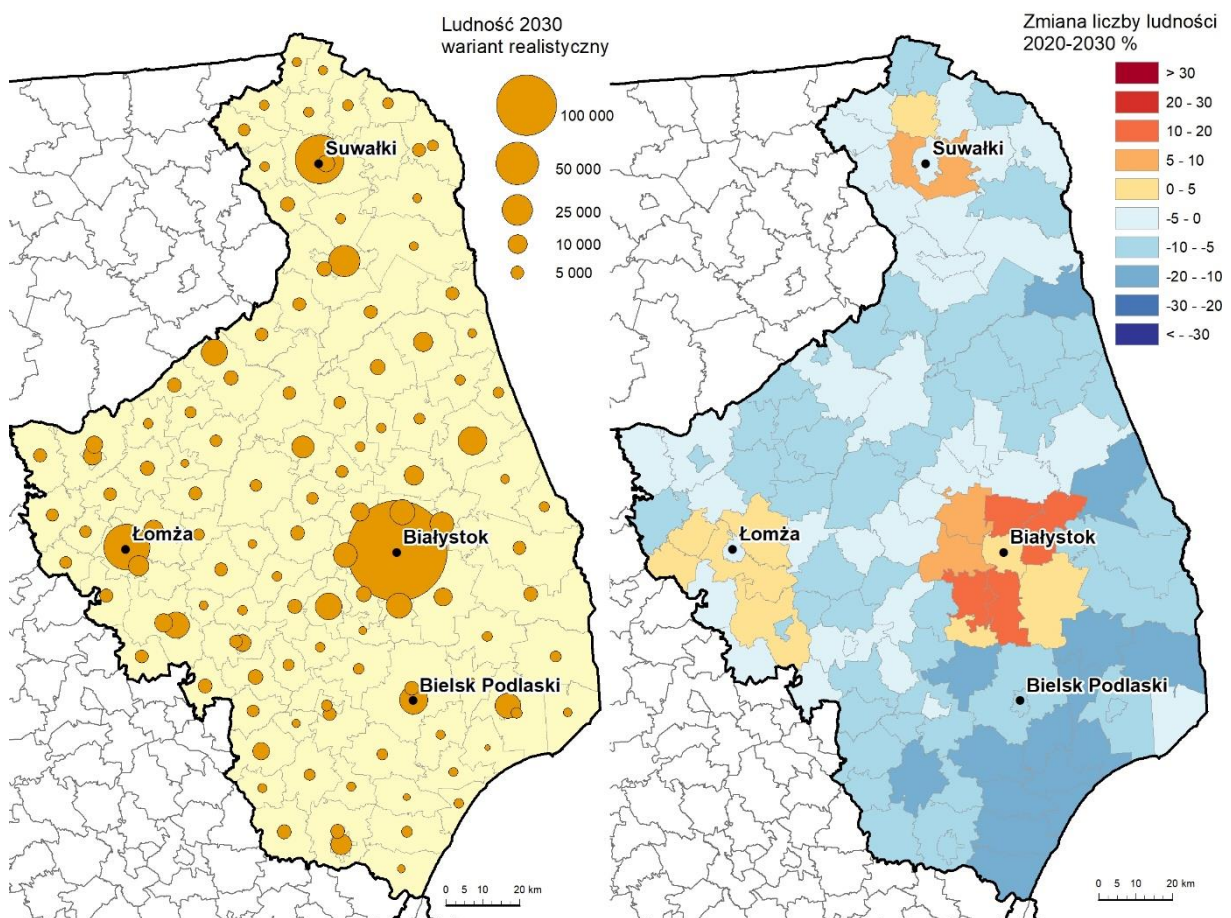 Ludność 2030
wariant realistyczny
100 000
50 000
25 000
10 000
5 000
Suwałki
Łomża
Białystok
Bielsk Podlaski
0 5 10 20 km
Zmiana liczby ludności
2020-2030 %
> 30
20 - 30
10 - 20
5 - 10
0 - 5
-5 - 0
-10 - -5
-20 - -10
-30 - -20
< - -30
Suwałki
Łomża
Białystok
Bielsk Podlaski
0 5 10 20 km